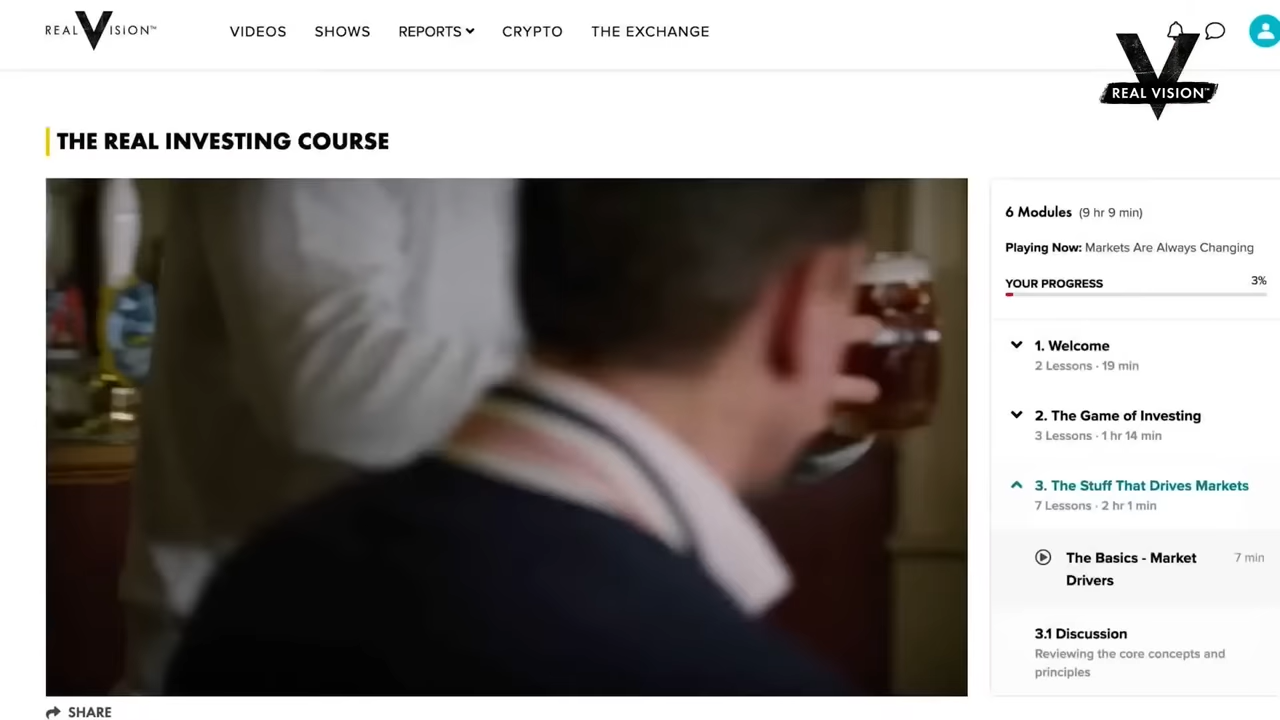 REAL VISION™
VIDEOS
SHOWS
REPORTS
CRYPTO
THE EXCHANGE
REAL VISION™
THE REAL INVESTING COURSE
6 Modules (9 hr 9 min)
Playing Now: Markets Are Always Changing
YOUR PROGRESS 3%
1. Welcome
2 Lessons · 19 min
2. The Game of Investing
3 Lessons · 1 hr 14 min
3. The Stuff That Drives Markets
7 Lessons · 2 hr 1 min
The Basics - Market 7 min
Drivers
3.1 Discussion
Reviewing the core concepts and
principles
SHARE